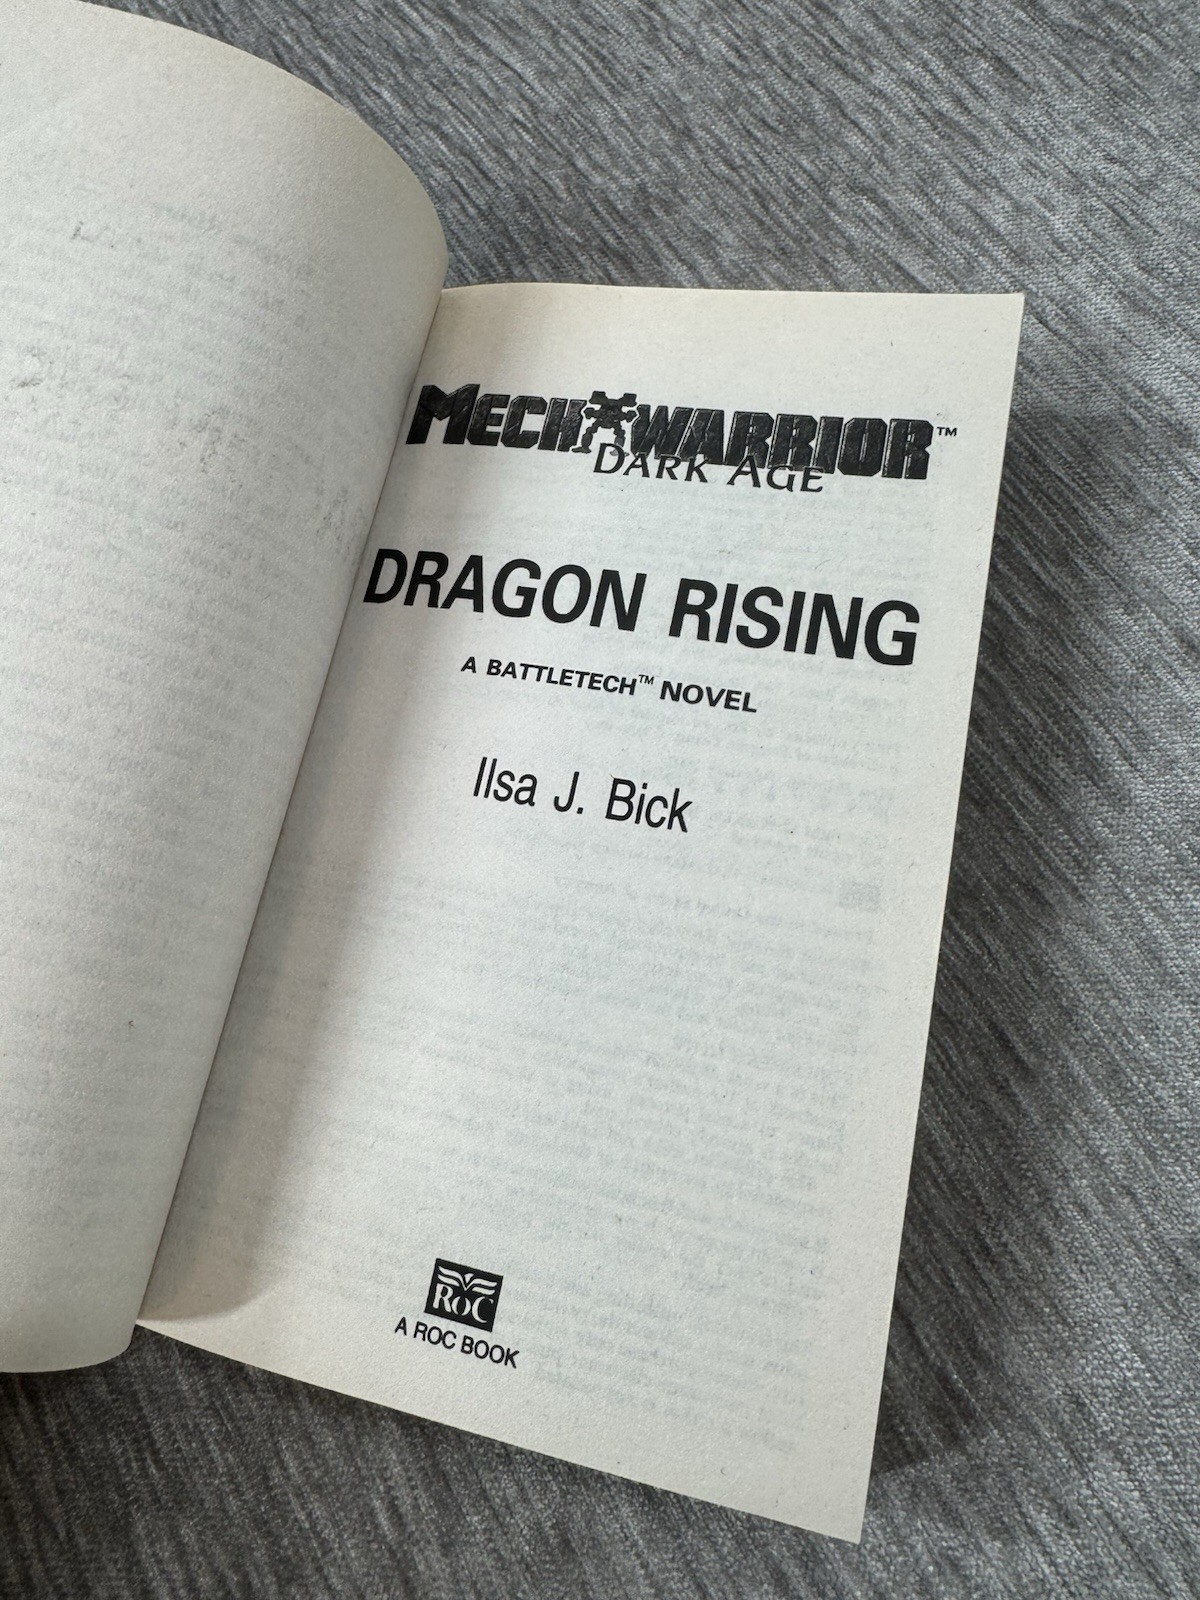 MECHWARRIOR™
DARK AGE
DRAGON RISING
A BATTLETECH™ NOVEL
Ilsa J. Bick
ROC
A ROC BOOK